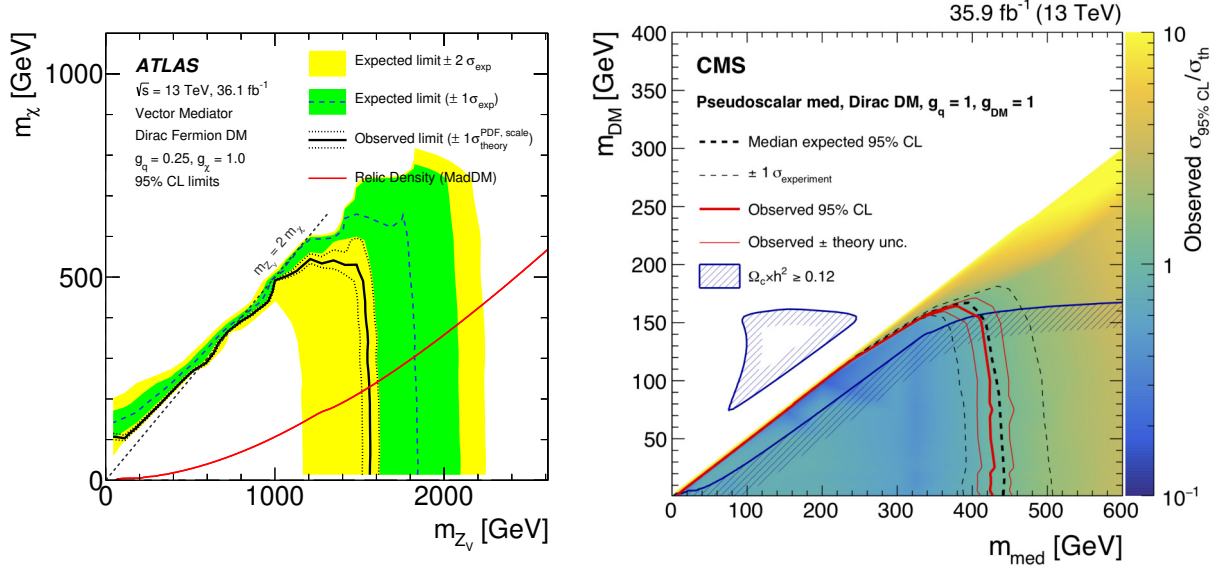 1000
500
0
m_χ [GeV]
ATLAS
√s = 13 TeV, 36.1 fb⁻¹
Vector Mediator
Dirac Fermion DM
g_q = 0.25, g_χ = 1.0
95% CL limits
Expected limit ± 2 σ_exp
Expected limit (± 1σ_exp)
Observed limit (± 1σ_theory^PDF, scale)
Relic Density (MadDM)
m_Z_V = 2 m_χ
0 1000 2000
m_Z_V [GeV]
35.9 fb⁻¹ (13 TeV)
400
350
300
250
200
150
100
50
m_DM [GeV]
CMS
Pseudoscalar med, Dirac DM, g_q = 1, g_DM = 1
Median expected 95% CL
± 1 σ_experiment
Observed 95% CL
Observed ± theory unc.
Ω_c×h² ≥ 0.12
0 100 200 300 400 500 600
m_med [GeV]
10
1
10⁻¹
Observed σ_95% CL/σ_th